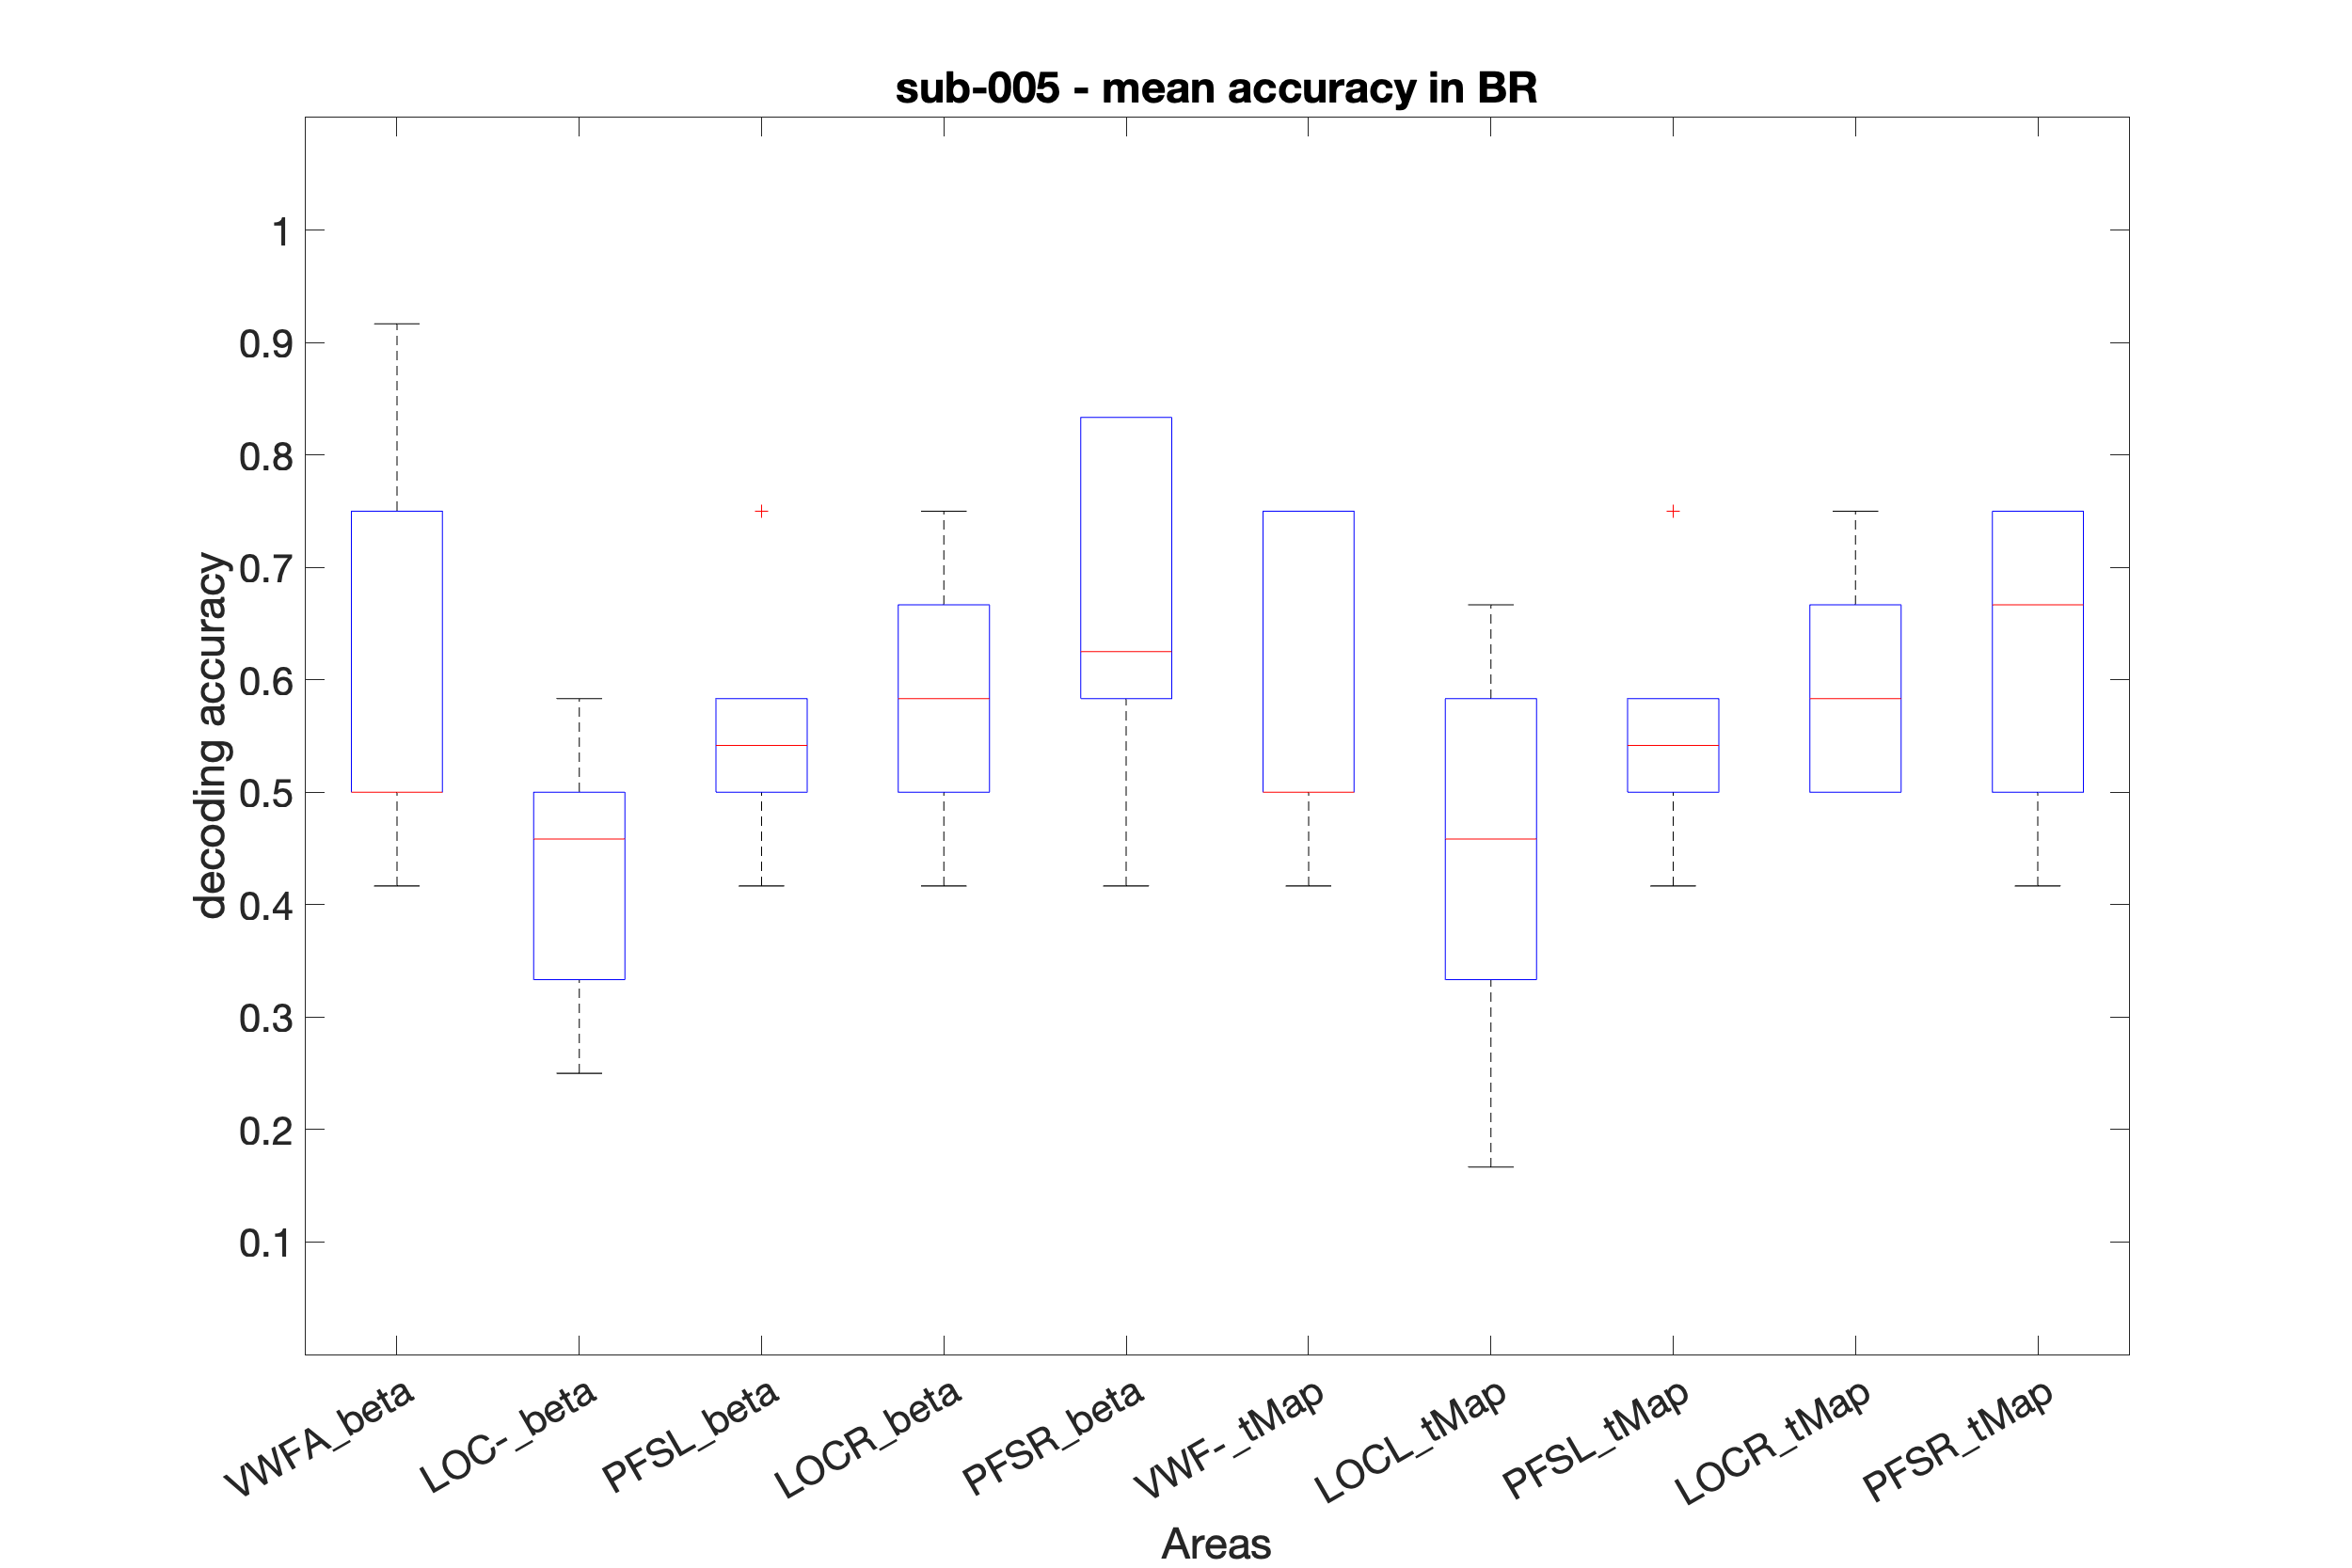 sub-005 - mean accuracy in BR
1
0.9
0.8
0.7
0.6
0.5
0.4
0.3
0.2
0.1
decoding accuracy
VWFA_beta
LOC-_beta
PFSL_beta
LOCR_beta
PFSR_beta
VWF-_tMap
LOCL_tMap
PFSL_tMap
LOCR_tMap
PFSR_tMap
Areas